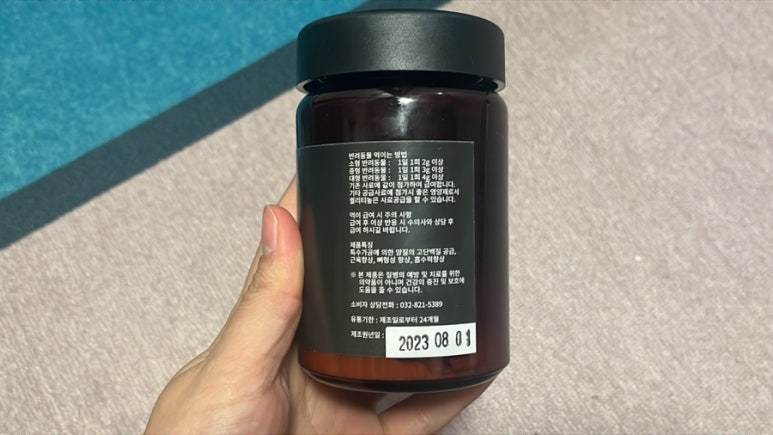 반려동물 먹이는 방법
소형 반려동물 : 1일 1회 2g 이상
중형 반려동물 : 1일 1회 3g 이상
대형 반려동물 : 1일 1회 4g 이상
기존 사료에 같이 첨가하여 급여합니다.
기타 공급사료에 첨가시 좋은 영양제로서
퀄리티높은 사료공급을 할 수 있습니다.
먹이 급여 시 주의 사항
급여 후 이상 반응 시 수의사와 상담 후
급여 하시길 바랍니다.
제품특징
특수가공에 의한 양질의 고단백질 공급,
근육향상, 뼈형성 향상, 흡수력향상
※ 본 제품은 질병의 예방 및 치료를 위한
의약품이 아니며 건강의 증진 및 보호에
도움을 줄 수 있습니다.
소비자 상담전화 : 032-821-5389
유통기한 : 제조일로부터 24개월
제조원년일 : 2023 08 01